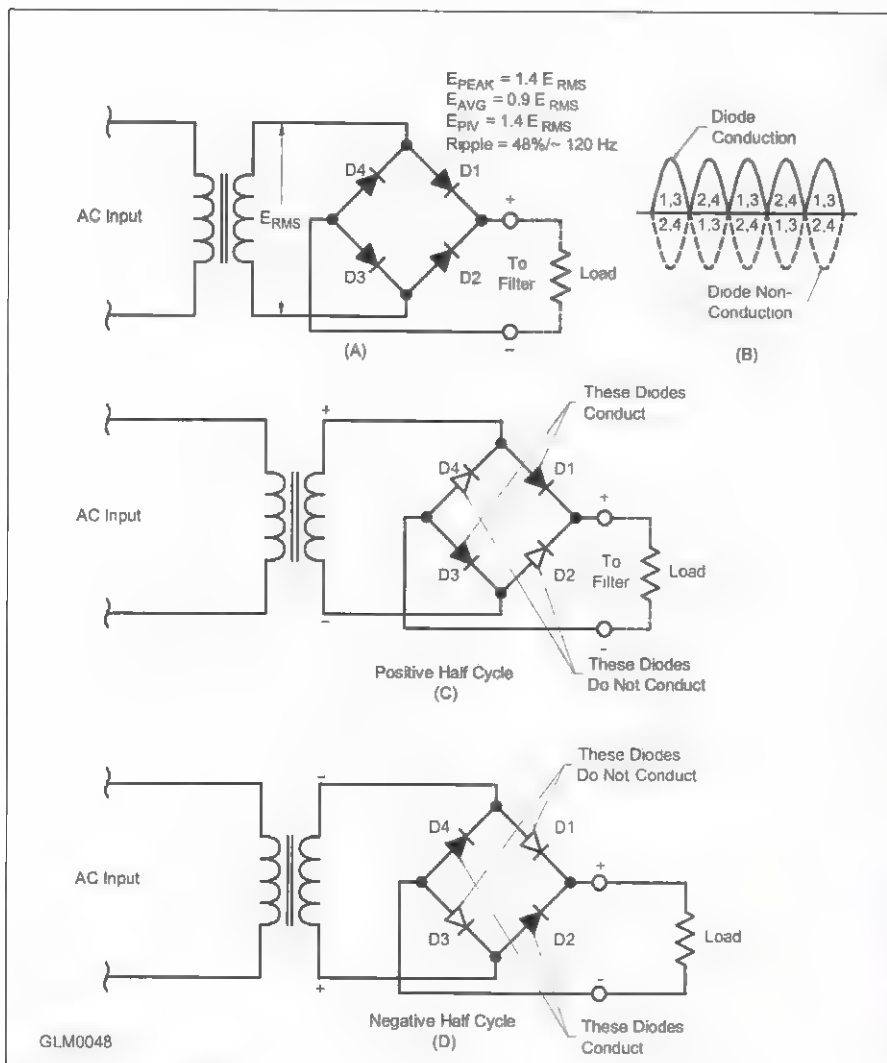 E_PEAK = 1.4 E_RMS
E_AVG = 0.9 E_RMS
E_PIV = 1.4 E_RMS
Ripple = 48%/~ 120 Hz
AC Input
E_RMS
D4
D1
D3
D2
+
To
Filter
Load
−
(A)
Diode
Conduction
1,3 2,4 1,3 2,4 1,3
2,4 1,3 2,4 1,3 2,4
Diode Non-
Conduction
(B)
These Diodes
Conduct
AC Input
+
−
D4
D1
D3
D2
+
To
Filter
Load
−
Positive Half Cycle
(C)
These Diodes
Do Not Conduct
These Diodes
Do Not Conduct
AC Input
−
+
D4
D1
D3
D2
+
Load
−
Negative Half Cycle
(D)
These Diodes
Conduct
GLM0048